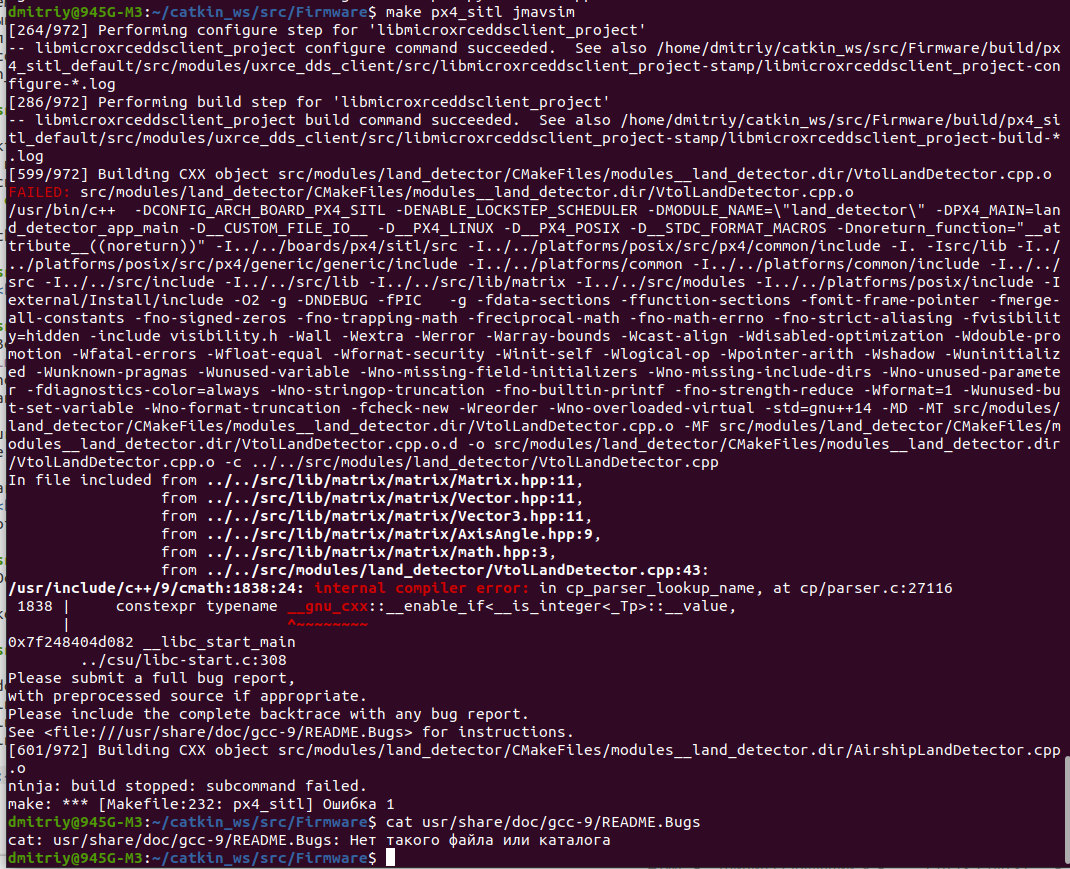 dmitriy@945G-M3:~/catkin_ws/src/Firmware$ make px4_sitl jmavsim
[264/972] Performing configure step for 'libmicroxrceddsclient_project'
-- libmicroxrceddsclient_project configure command succeeded.  See also /home/dmitriy/catkin_ws/src/Firmware/build/px
4_sitl_default/src/modules/uxrce_dds_client/src/libmicroxrceddsclient_project-stamp/libmicroxrceddsclient_project-con
figure-*.log
[286/972] Performing build step for 'libmicroxrceddsclient_project'
-- libmicroxrceddsclient_project build command succeeded.  See also /home/dmitriy/catkin_ws/src/Firmware/build/px4_si
tl_default/src/modules/uxrce_dds_client/src/libmicroxrceddsclient_project-stamp/libmicroxrceddsclient_project-build-*
.log
[599/972] Building CXX object src/modules/land_detector/CMakeFiles/modules__land_detector.dir/VtolLandDetector.cpp.o
FAILED: src/modules/land_detector/CMakeFiles/modules__land_detector.dir/VtolLandDetector.cpp.o
/usr/bin/c++  -DCONFIG_ARCH_BOARD_PX4_SITL -DENABLE_LOCKSTEP_SCHEDULER -DMODULE_NAME=\"land_detector\" -DPX4_MAIN=lan
d_detector_app_main -D__CUSTOM_FILE_IO__ -D__PX4_LINUX -D__PX4_POSIX -D__STDC_FORMAT_MACROS -Dnoreturn_function="__at
tribute__((noreturn))" -I../../boards/px4/sitl/src -I../../platforms/posix/src/px4/common/include -I. -Isrc/lib -I../
../platforms/posix/src/px4/generic/generic/include -I../../platforms/common -I../../platforms/common/include -I../../
src -I../../src/include -I../../src/lib -I../../src/lib/matrix -I../../src/modules -I../../platforms/posix/include -I
external/Install/include -O2 -g -DNDEBUG -fPIC   -g -fdata-sections -ffunction-sections -fomit-frame-pointer -fmerge-
all-constants -fno-signed-zeros -fno-trapping-math -freciprocal-math -fno-math-errno -fno-strict-aliasing -fvisibilit
y=hidden -include visibility.h -Wall -Wextra -Werror -Warray-bounds -Wcast-align -Wdisabled-optimization -Wdouble-pro
motion -Wfatal-errors -Wfloat-equal -Wformat-security -Winit-self -Wlogical-op -Wpointer-arith -Wshadow -Wuninitializ
ed -Wunknown-pragmas -Wunused-variable -Wno-missing-field-initializers -Wno-missing-include-dirs -Wno-unused-paramete
r -fdiagnostics-color=always -Wno-stringop-truncation -fno-builtin-printf -fno-strength-reduce -Wformat=1 -Wunused-bu
t-set-variable -Wno-format-truncation -fcheck-new -Wreorder -Wno-overloaded-virtual -std=gnu++14 -MD -MT src/modules/
land_detector/CMakeFiles/modules__land_detector.dir/VtolLandDetector.cpp.o -MF src/modules/land_detector/CMakeFiles/m
odules__land_detector.dir/VtolLandDetector.cpp.o.d -o src/modules/land_detector/CMakeFiles/modules__land_detector.dir
/VtolLandDetector.cpp.o -c ../../src/modules/land_detector/VtolLandDetector.cpp
In file included from ../../src/lib/matrix/matrix/Matrix.hpp:11,
                 from ../../src/lib/matrix/matrix/Vector.hpp:11,
                 from ../../src/lib/matrix/matrix/Vector3.hpp:11,
                 from ../../src/lib/matrix/matrix/AxisAngle.hpp:9,
                 from ../../src/lib/matrix/matrix/math.hpp:3,
                 from ../../src/modules/land_detector/VtolLandDetector.cpp:43:
/usr/include/c++/9/cmath:1838:24: internal compiler error: in cp_parser_lookup_name, at cp/parser.c:27116
 1838 |     constexpr typename __gnu_cxx::__enable_if<__is_integer<_Tp>::__value,
      |                        ^~~~~~~~~
0x7f248404d082 __libc_start_main
        ../csu/libc-start.c:308
Please submit a full bug report,
with preprocessed source if appropriate.
Please include the complete backtrace with any bug report.
See <file:///usr/share/doc/gcc-9/README.Bugs> for instructions.
[601/972] Building CXX object src/modules/land_detector/CMakeFiles/modules__land_detector.dir/AirshipLandDetector.cpp
.o
ninja: build stopped: subcommand failed.
make: *** [Makefile:232: px4_sitl] Ошибка 1
dmitriy@945G-M3:~/catkin_ws/src/Firmware$ cat usr/share/doc/gcc-9/README.Bugs
cat: usr/share/doc/gcc-9/README.Bugs: Нет такого файла или каталога
dmitriy@945G-M3:~/catkin_ws/src/Firmware$